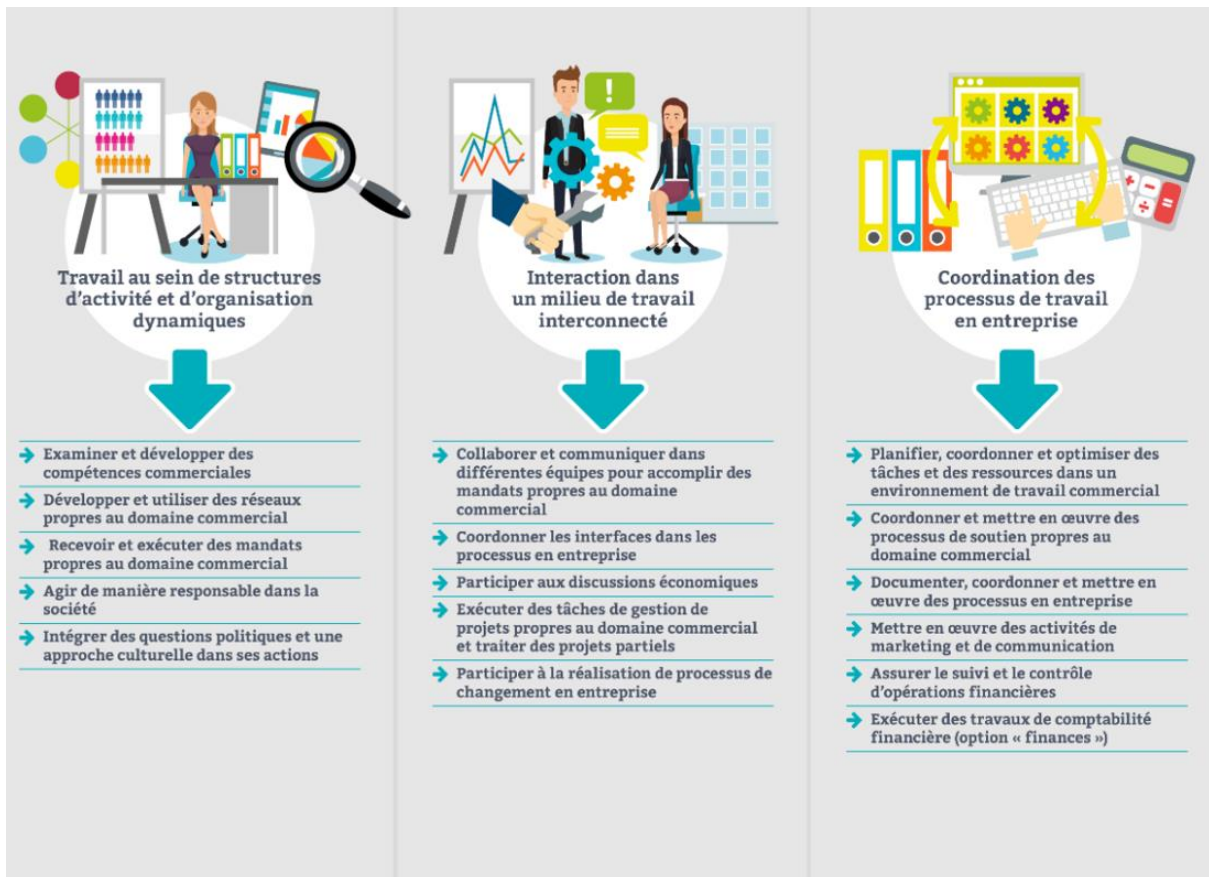 Travail au sein de structures
d’activité et d’organisation
dynamiques
Examiner et développer des
compétences commerciales
Développer et utiliser des réseaux
propres au domaine commercial
Recevoir et exécuter des mandats
propres au domaine commercial
Agir de manière responsable dans la
société
Intégrer des questions politiques et une
approche culturelle dans ses actions
Interaction dans
un milieu de travail
interconnecté
Collaborer et communiquer dans
différentes équipes pour accomplir des
mandats propres au domaine
commercial
Coordonner les interfaces dans les
processus en entreprise
Participer aux discussions économiques
Exécuter des tâches de gestion de
projets propres au domaine commercial
et traiter des projets partiels
Participer à la réalisation de processus de
changement en entreprise
Coordination des
processus de travail
en entreprise
Planifier, coordonner et optimiser des
tâches et des ressources dans un
environnement de travail commercial
Coordonner et mettre en œuvre des
processus de soutien propres au
domaine commercial
Documenter, coordonner et mettre en
œuvre des processus en entreprise
Mettre en œuvre des activités de
marketing et de communication
Assurer le suivi et le contrôle
d’opérations financières
Exécuter des travaux de comptabilité
financière (option « finances »)